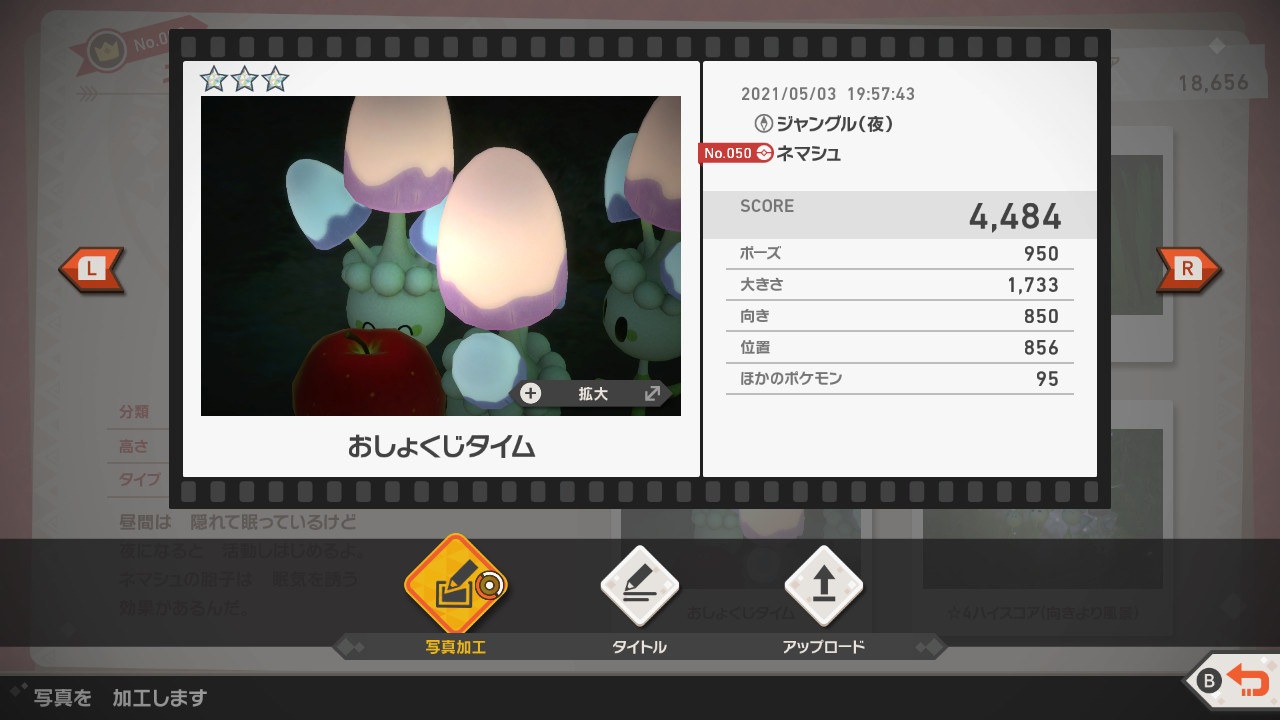 No.0
18,656
2021/05/03 19:57:43
ジャングル(夜)
No.050 ネマシュ
SCORE 4,484
ポーズ 950
大きさ 1,733
向き 850
位置 856
ほかのポケモン 95
L
R
+ 拡大
おしょくじタイム
分類
高さ
タイプ
昼間は 隠れて眠っているけど
夜になると 活動しはじめるよ。
ネマシュの胞子は 眠気を誘う
効果があるんだ。
おしょくじタイム
☆4ハイスコア(向きより
写真加工
タイトル
アップロード
B
写真を 加工します